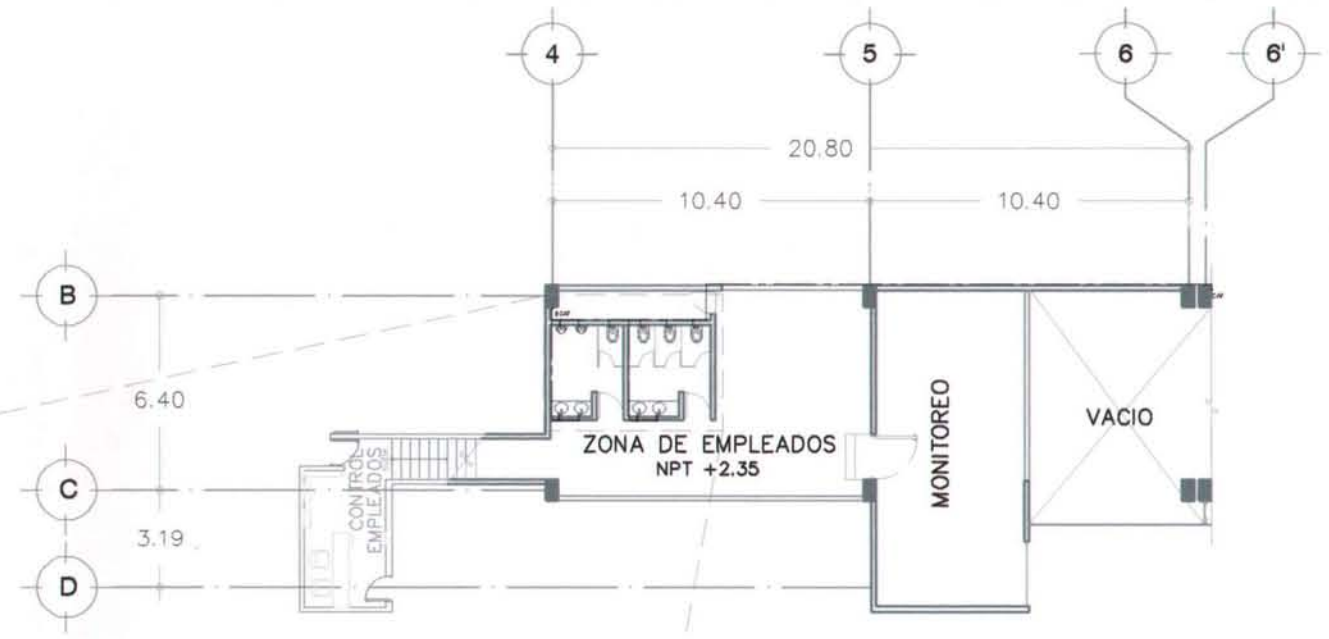 4
5
6
6'
20.80
10.40
10.40
B
6.40
C
3.19
D
ZONA DE EMPLEADOS
NPT +2.35
MONITOREO
VACIO
CONTROL
EMPLEADOS